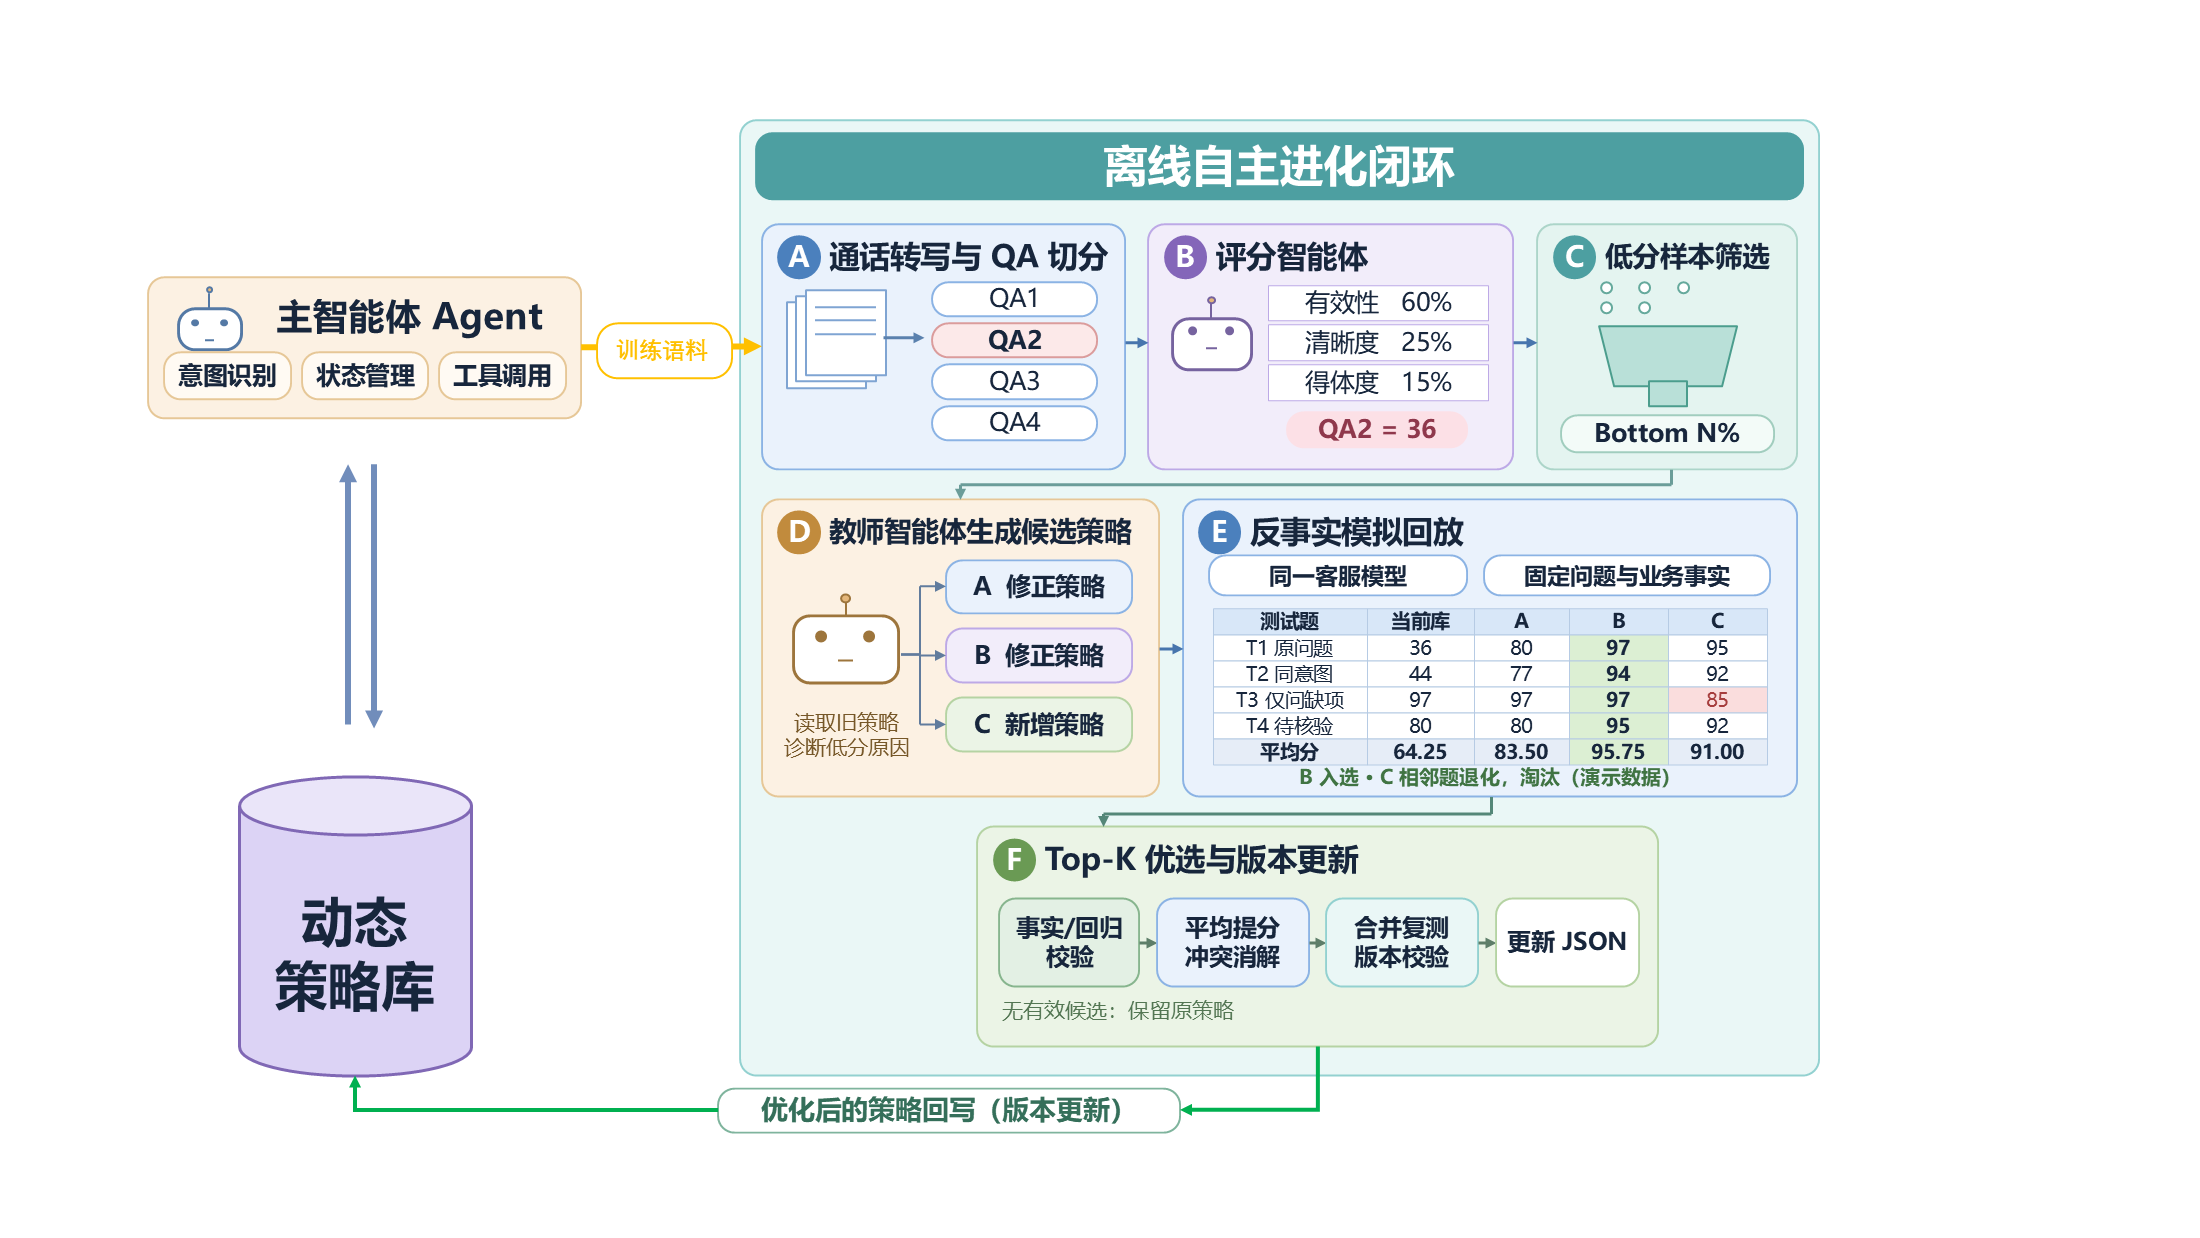 离线自主进化闭环
主智能体 Agent
意图识别 状态管理 工具调用
训练语料
动态
策略库
A 通话转写与 QA 切分
QA1
QA2
QA3
QA4
B 评分智能体
有效性 60%
清晰度 25%
得体度 15%
QA2 = 36
C 低分样本筛选
Bottom N%
D 教师智能体生成候选策略
A 修正策略
B 修正策略
C 新增策略
读取旧策略
诊断低分原因
E 反事实模拟回放
同一客服模型 固定问题与业务事实
测试题 当前库 A B C
T1 原问题 36 80 97 95
T2 同意图 44 77 94 92
T3 仅问缺项 97 97 97 85
T4 待核验 80 80 95 92
平均分 64.25 83.50 95.75 91.00
B 入选·C 相邻题退化，淘汰（演示数据）
F Top-K 优选与版本更新
事实/回归
校验
平均提分
冲突消解
合并复测
版本校验
更新 JSON
无有效候选：保留原策略
优化后的策略回写（版本更新）